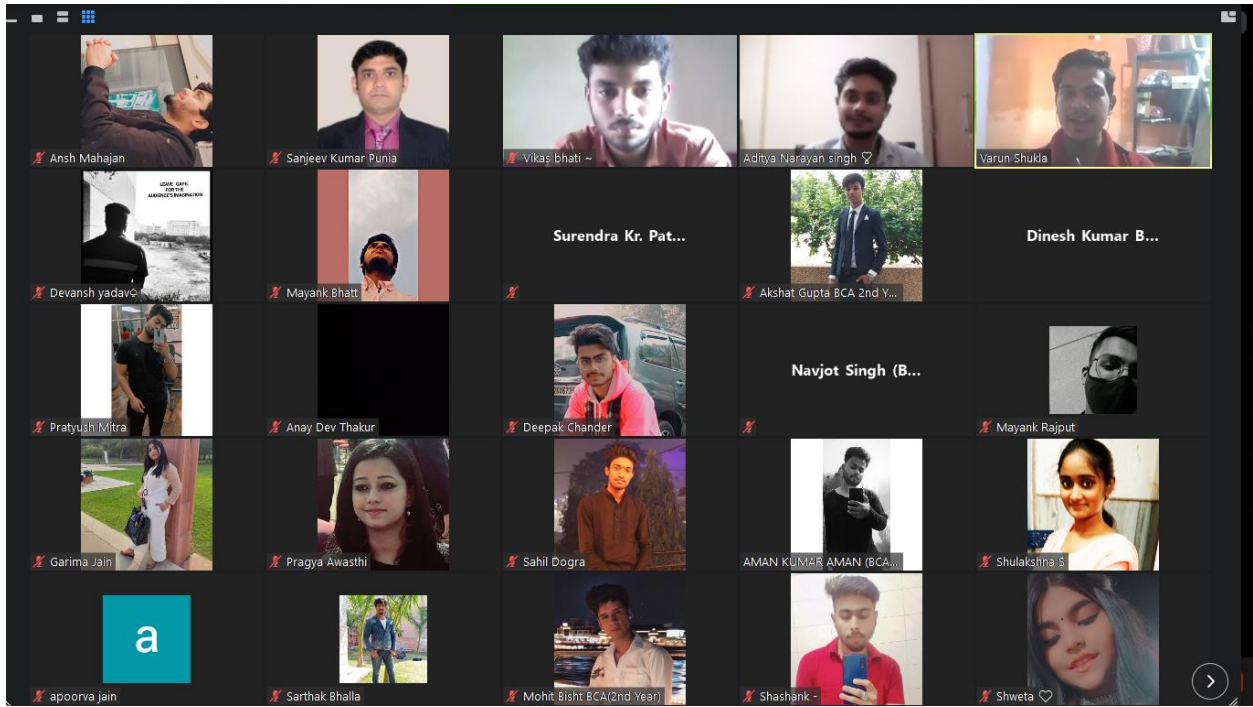 Ansh Mahajan
Sanjeev Kumar Punia
Vikas bhati ~
Aditya Narayan singh
Varun Shukla
LEAVE GAPS
FOR THE
AUDIENCE'S IMAGINATION
Devansh yadav
Mayank Bhatt
Surendra Kr. Pat...
Akshat Gupta BCA 2nd Y...
Dinesh Kumar B...
Pratyush Mitra
Anay Dev Thakur
Deepak Chander
Navjot Singh (B...
Mayank Rajput
Garima Jain
Pragya Awasthi
Sahil Dogra
AMAN KUMAR AMAN (BCA...
Shulakshna S
a
apoorva jain
Sarthak Bhalla
Mohit Bisht BCA(2nd Year)
Shashank -
Shweta ♡